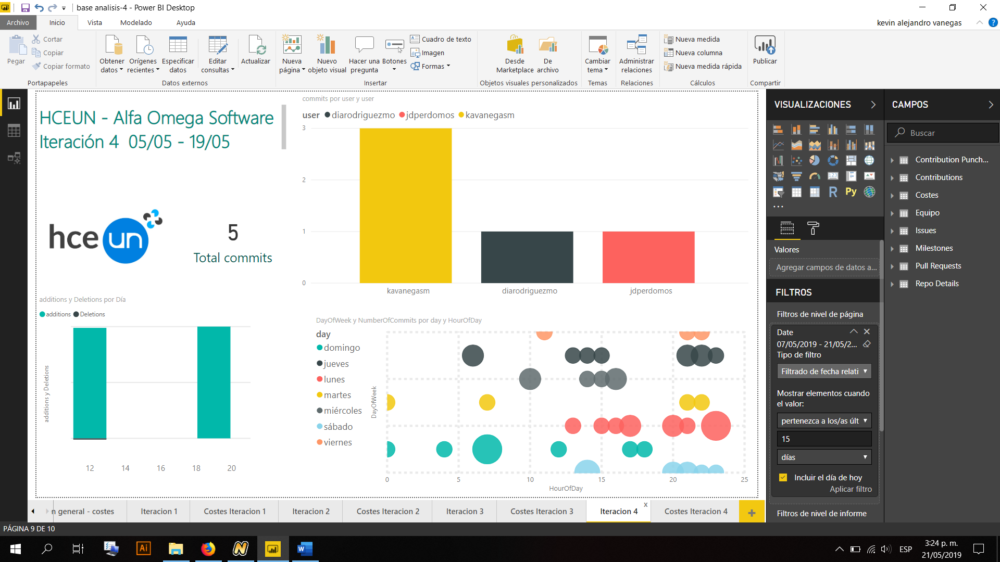 base analisis-4 - Power BI Desktop
Archivo
Inicio
Vista
Modelado
Ayuda
kevin alejandro vanegas
?
Pegar
Cortar
Copiar
Copiar formato
Portapapeles
Obtener datos
Orígenes recientes
Especificar datos
Editar consultas
Actualizar
Datos externos
Nueva página
Nuevo objeto visual
Hacer una pregunta
Botones
Cuadro de texto
Imagen
Formas
Insertar
Desde Marketplace
De archivo
Objetos visuales personalizados
Cambiar tema
Temas
Administrar relaciones
Relaciones
Nueva medida
Nueva columna
Nueva medida rápida
Cálculos
Publicar
Compartir
HCEUN - Alfa Omega Software
Iteración 4 05/05 - 19/05
hce un
5
Total commits
commits por user y user
user diarodriguezmo jdperdomos kavanegasm
3
2
1
0
kavanegasm diarodriguezmo jdperdomos
additions y Deletions por Día
additions Deletions
additions y Deletions
12 14 16 18 20
DayOfWeek y NumberOfCommits por day y HourOfDay
day
domingo
jueves
lunes
martes
miércoles
sábado
viernes
DayOfWeek
0 5 10 15 20 25
HourOfDay
VISUALIZACIONES
123
R
Py
...
Valores
Agregar campos de datos a...
FILTROS
Filtros de nivel de página
Date
07/05/2019 - 21/05/2...
Tipo de filtro
Filtrado de fecha relati
Mostrar elementos cuando
el valor:
pertenezca a los/as últ
15
días
Incluir el día de hoy
Aplicar filtro
Filtros de nivel de informe
CAMPOS
Buscar
Contribution Punch...
Contributions
Costes
Equipo
Issues
Milestones
Pull Requests
Repo Details
n general - costes
Iteracion 1
Costes Iteracion 1
Iteracion 2
Costes Iteracion 2
Iteracion 3
Costes Iteracion 3
Iteracion 4
x
Costes Iteracion 4
+
PÁGINA 9 DE 10
Ai
N
W
ESP
3:24 p. m.
21/05/2019